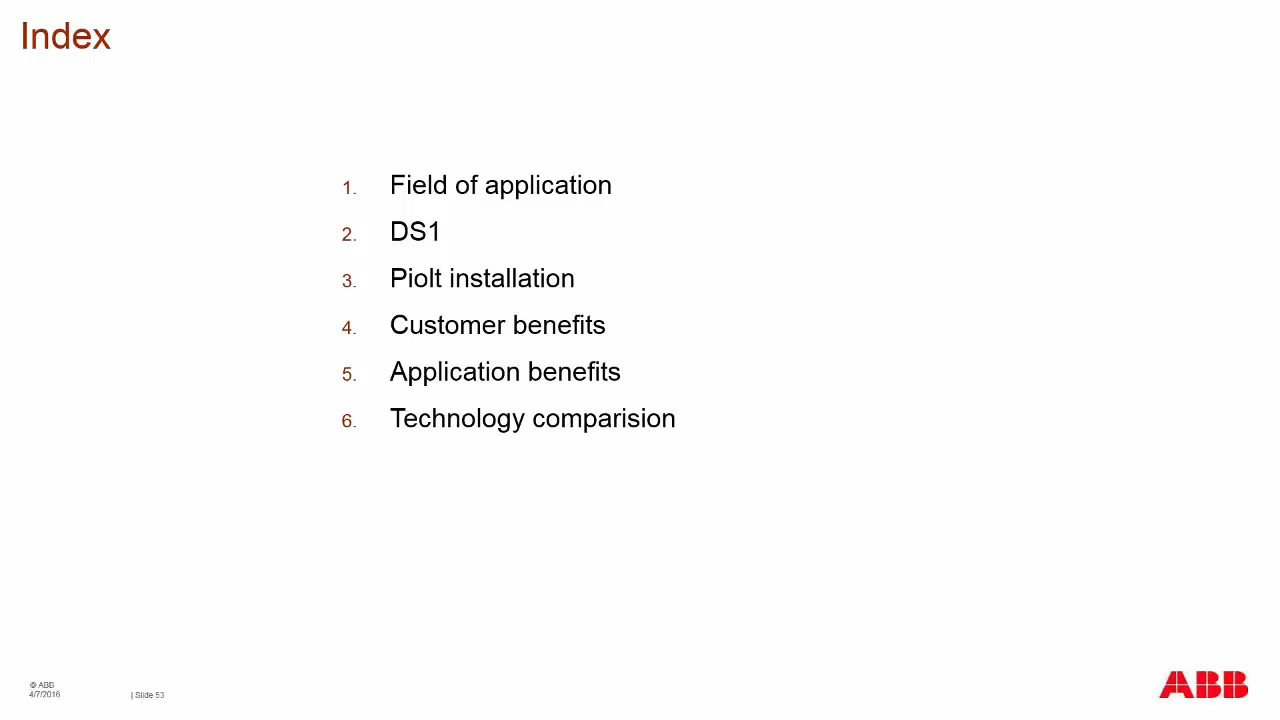 Index
1. Field of application
2. DS1
3. Piolt installation
4. Customer benefits
5. Application benefits
6. Technology comparision
© ABB
4/7/2016
| Slide 53
ABB